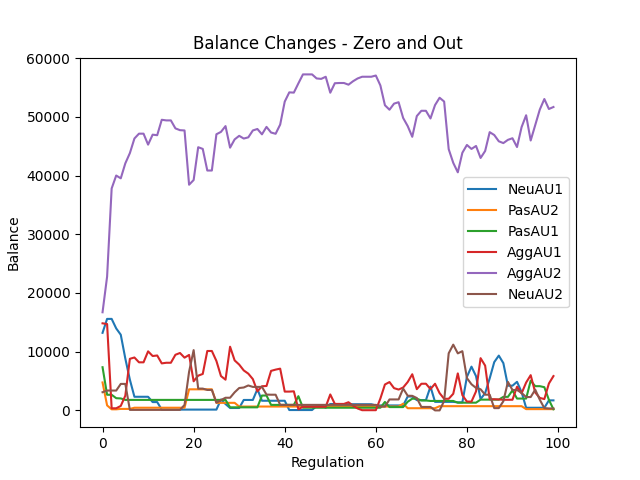 Balance Changes - Zero and Out
60000
50000
40000
30000
20000
10000
0
Balance
0 20 40 60 80 100
Regulation
NeuAU1
PasAU2
PasAU1
AggAU1
AggAU2
NeuAU2